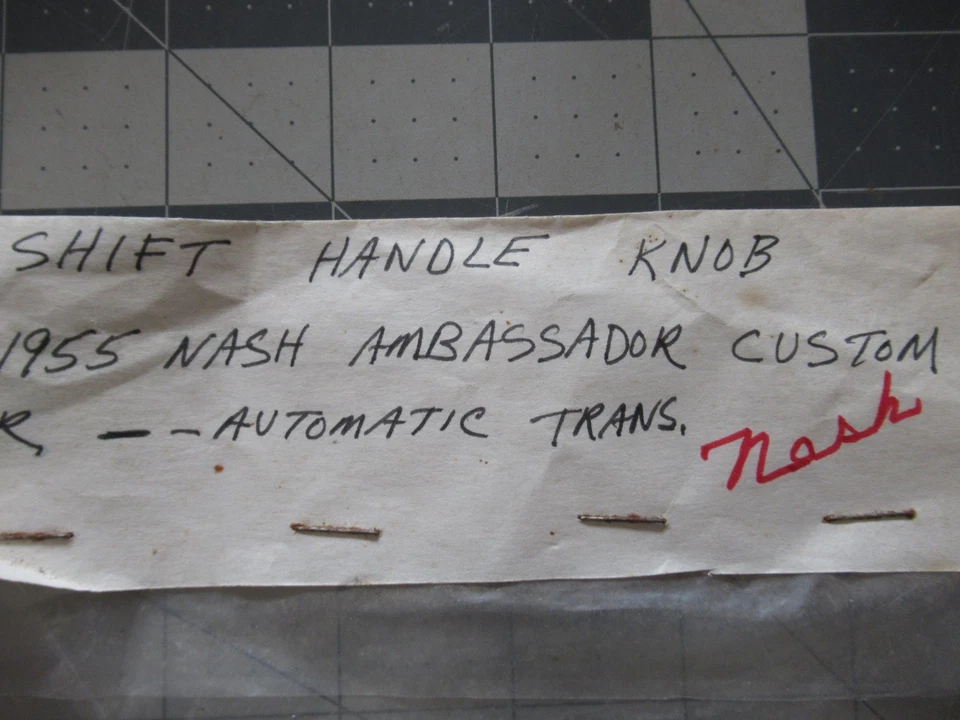 SHIFT HANDLE KNOB
1955 NASH AMBASSADOR CUSTOM
R -- AUTOMATIC TRANS.
Nash